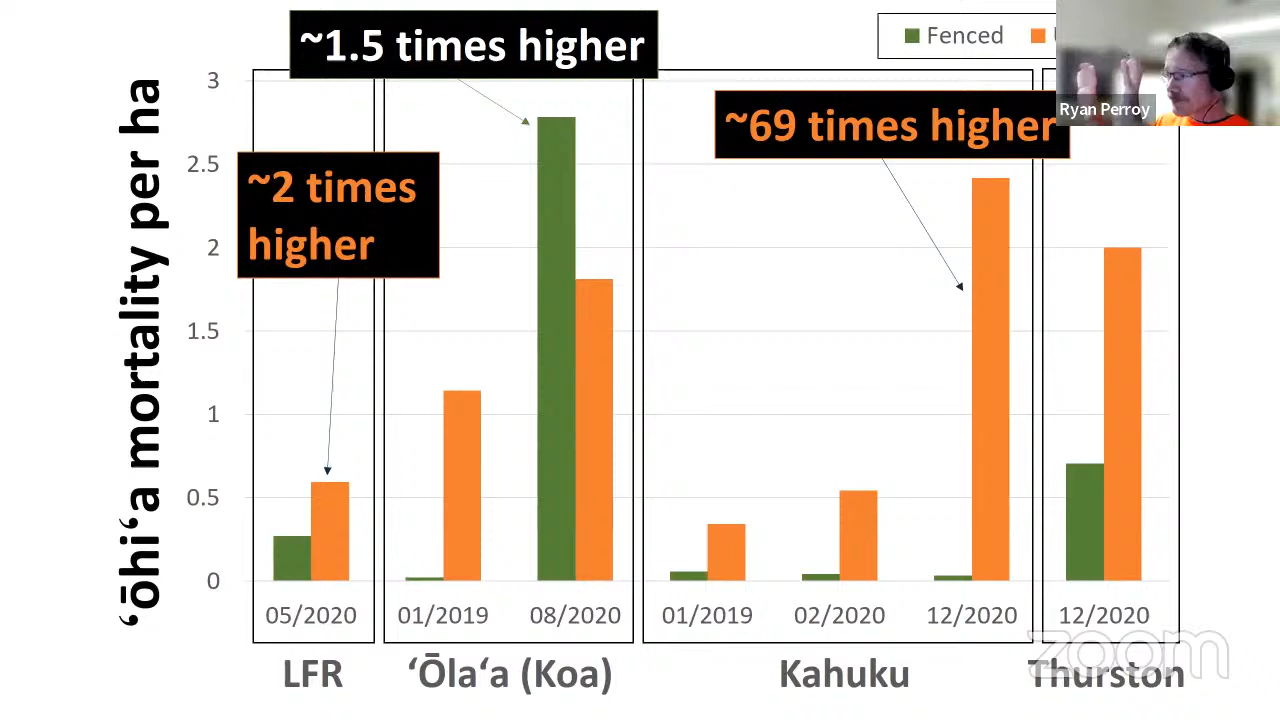 ~1.5 times higher
Fenced
Ryan Perroy
~69 times higher
~2 times
higher
ʻōhiʻa mortality per ha
3
2.5
2
1.5
1
0.5
0
05/2020
01/2019
08/2020
01/2019
02/2020
12/2020
12/2020
LFR
ʻŌlaʻa (Koa)
Kahuku
Thurston
zoom